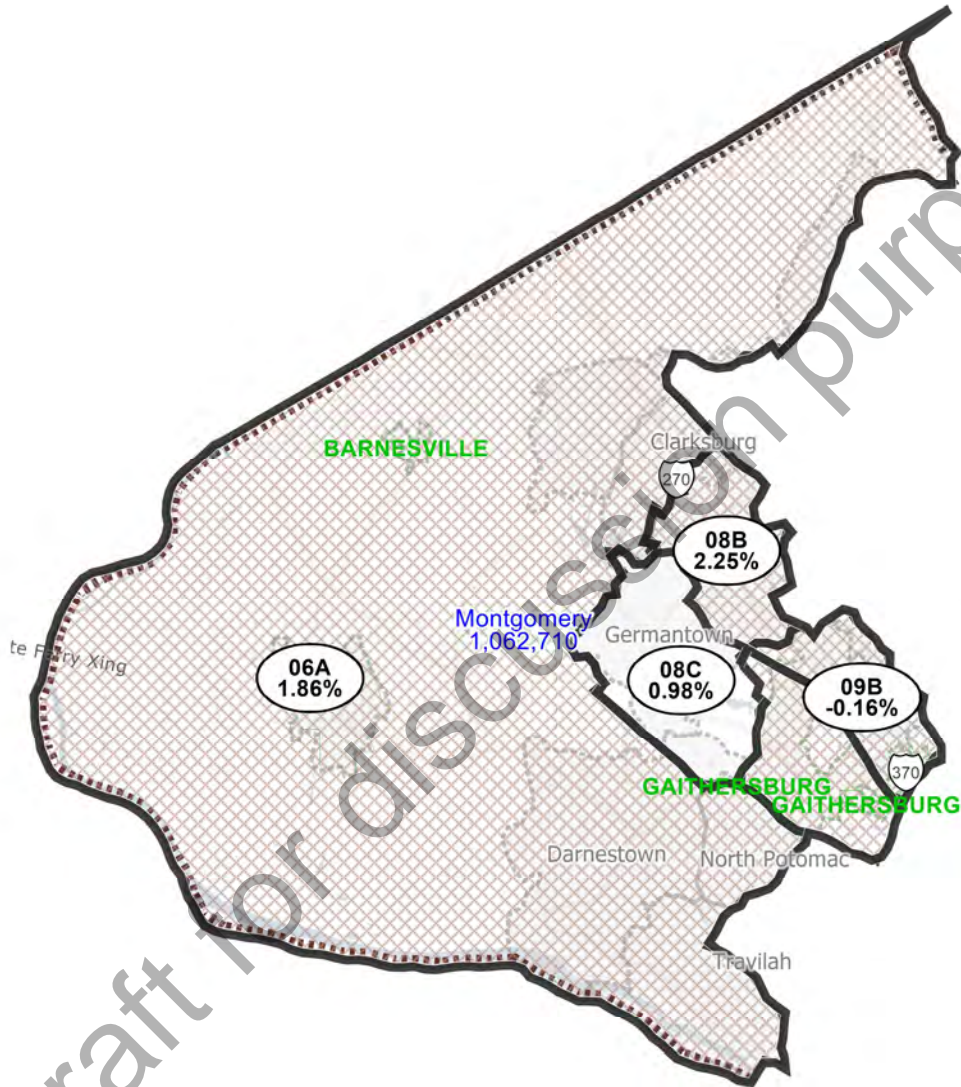 BARNESVILLE
Clarksburg
270
08B
2.25%
Montgomery
1,062,710
Germantown
te Ferry Xing
06A
1.86%
08C
0.98%
09B
-0.16%
370
GAITHERSBURG
GAITHERSBURG
Darnestown
North Potomac
Travilah
raft for discussion purp